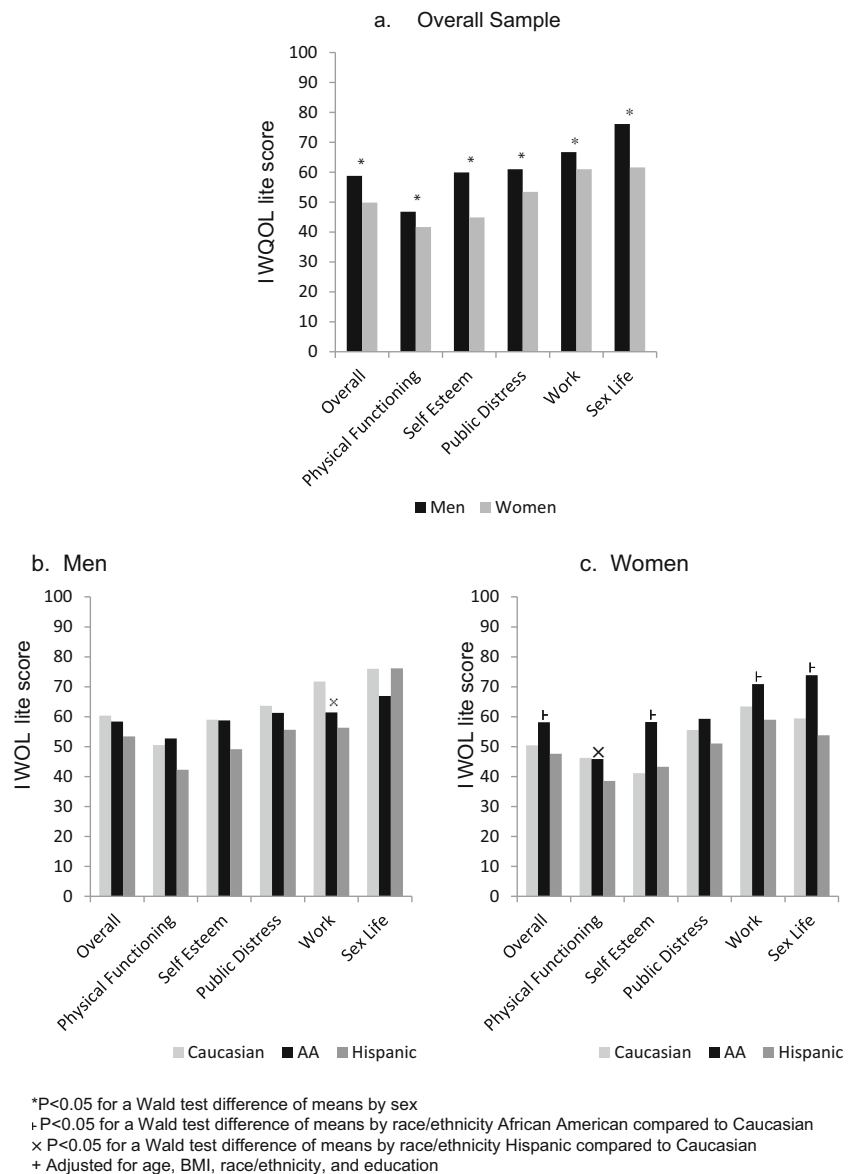 a. Overall Sample
100
90
80
70
60
50
40
30
20
10
0
IWQOL lite score
* * * * * *
Overall
Physical Functioning
Self Esteem
Public Distress
Work
Sex Life
Men Women
b. Men
100
90
80
70
60
50
40
30
20
10
0
IWOL lite score
×
Overall
Physical Functioning
Self Esteem
Public Distress
Work
Sex Life
Caucasian AA Hispanic
c. Women
100
90
80
70
60
50
40
30
20
10
0
IWOL lite score
⊦ × ⊦ ⊦ ⊦
Overall
Physical Functioning
Self Esteem
Public Distress
Work
Sex Life
Caucasian AA Hispanic
*P<0.05 for a Wald test difference of means by sex
⊦P<0.05 for a Wald test difference of means by race/ethnicity African American compared to Caucasian
× P<0.05 for a Wald test difference of means by race/ethnicity Hispanic compared to Caucasian
+ Adjusted for age, BMI, race/ethnicity, and education